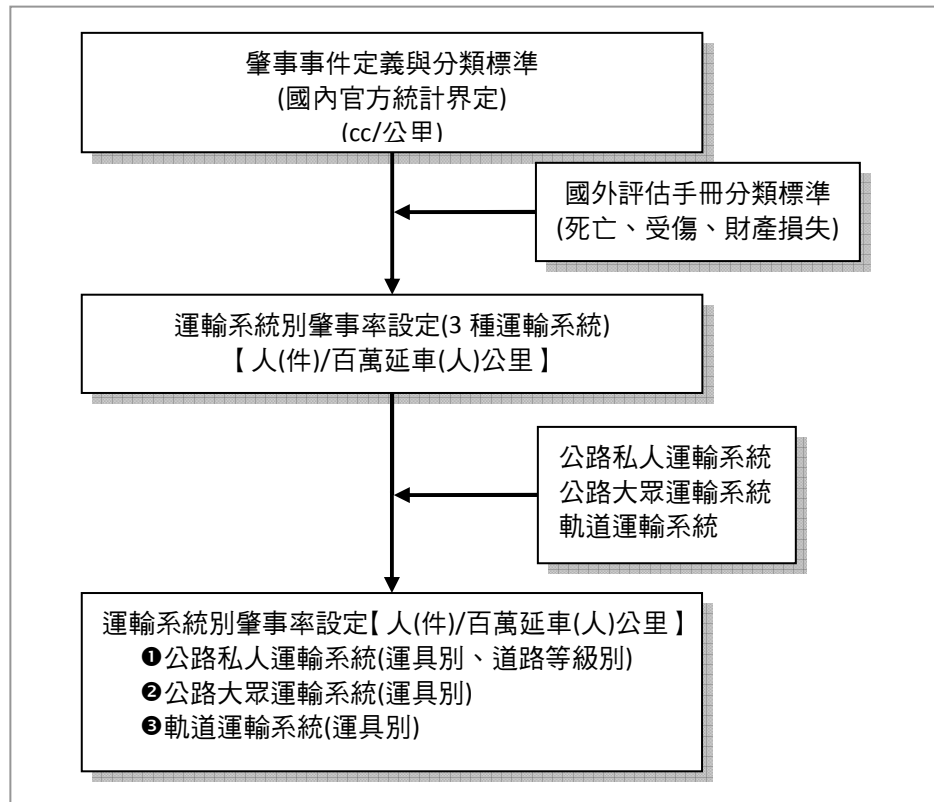 肇事事件定義與分類標準
(國內官方統計界定)
(cc/公里)
國外評估手冊分類標準
(死亡、受傷、財產損失)
運輸系統別肇事率設定(3 種運輸系統)
【人(件)/百萬延車(人)公里】
公路私人運輸系統
公路大眾運輸系統
軌道運輸系統
運輸系統別肇事率設定【人(件)/百萬延車(人)公里】
❶公路私人運輸系統(運具別、道路等級別)
❷公路大眾運輸系統(運具別)
❸軌道運輸系統(運具別)